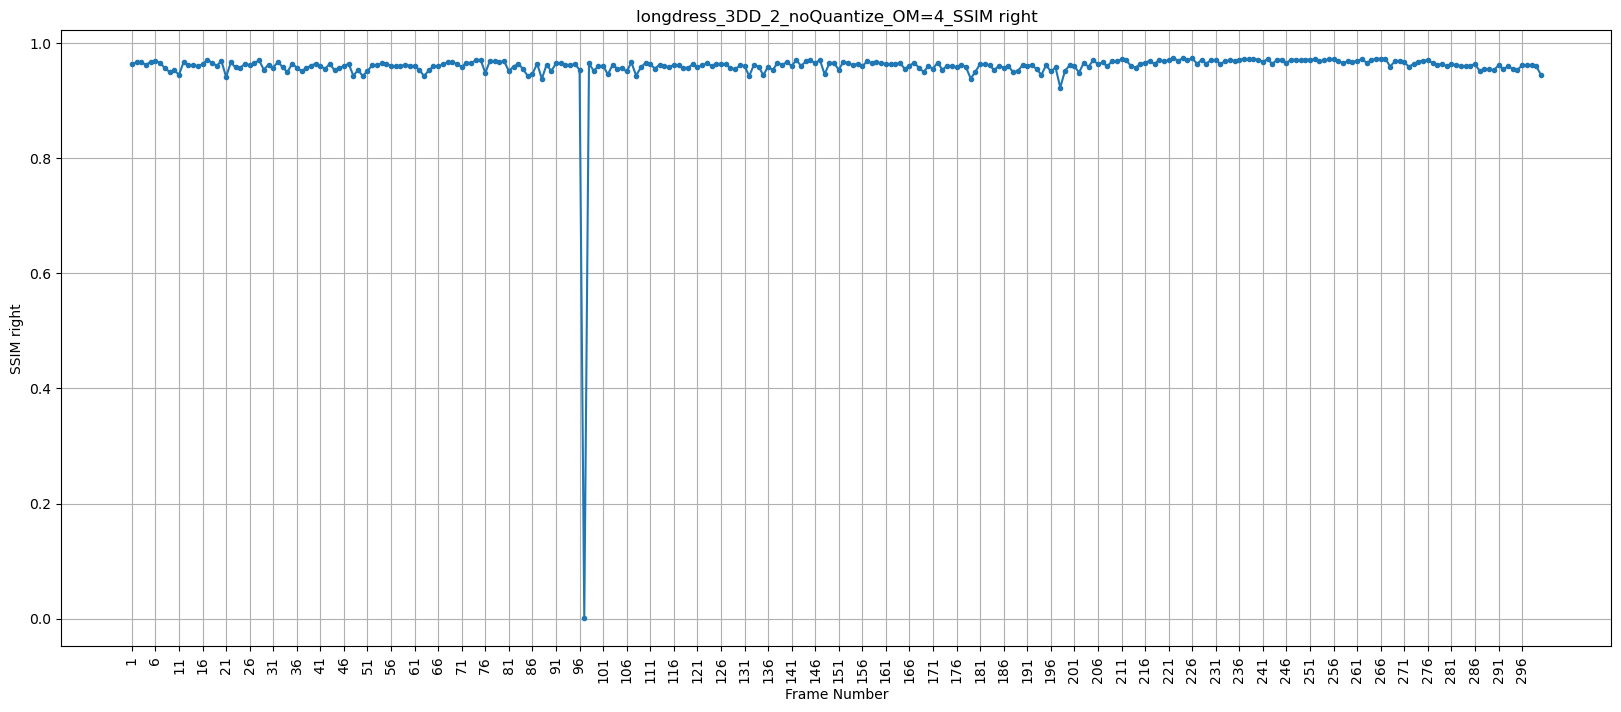 longdress_3DD_2_noQuantize_OM=4_SSIM right
SSIM right
1.0
0.8
0.6
0.4
0.2
0.0
1 6 11 16 21 26 31 36 41 46 51 56 61 66 71 76 81 86 91 96 101 106 111 116 121 126 131 136 141 146 151 156 161 166 171 176 181 186 191 196 201 206 211 216 221 226 231 236 241 246 251 256 261 266 271 276 281 286 291 296
Frame Number